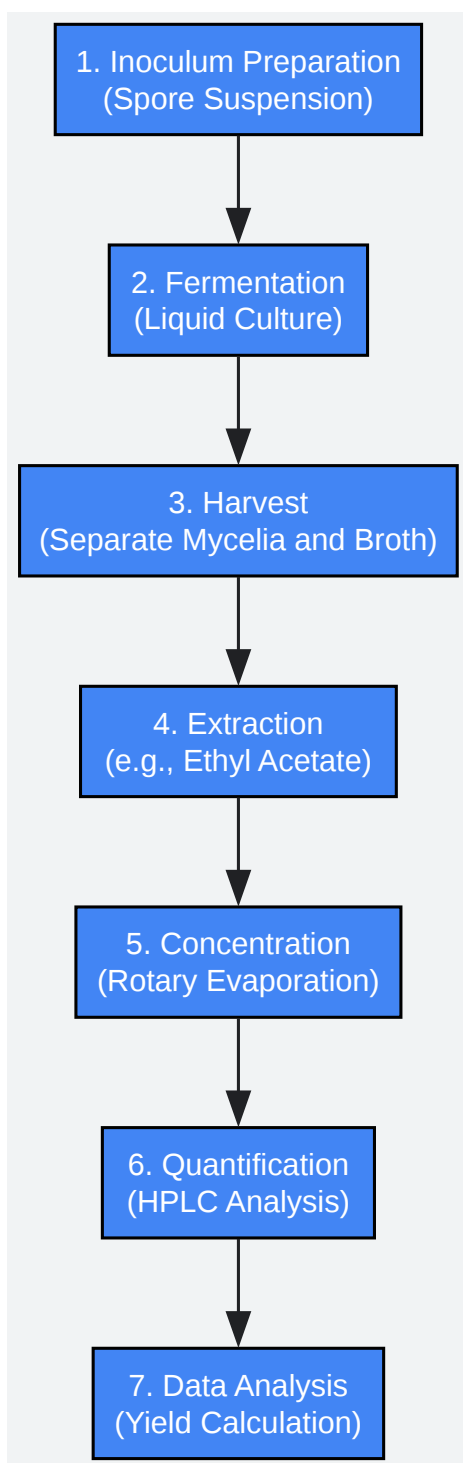 1. Inoculum Preparation
(Spore Suspension)
2. Fermentation
(Liquid Culture)
3. Harvest
(Separate Mycelia and Broth)
4. Extraction
(e.g., Ethyl Acetate)
5. Concentration
(Rotary Evaporation)
6. Quantification
(HPLC Analysis)
7. Data Analysis
(Yield Calculation)